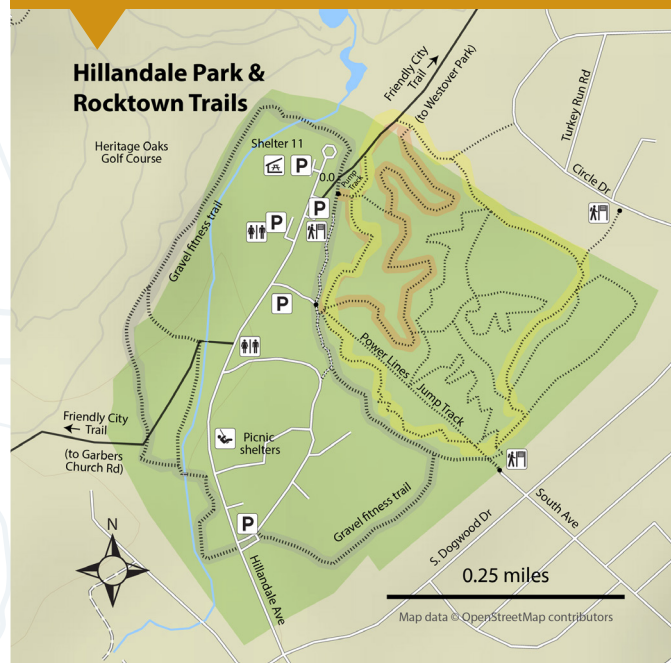 Hillandale Park &
Rocktown Trails
Heritage Oaks
Golf Course
Shelter 11
P
0.0
Pump
Track
Friendly City
Trail
(to Westover Park)
Turkey Run Rd
Circle Dr
Gravel fitness trail
P
P
P
Power Lines
Jump Track
Friendly City
Trail
(to Garbers
Church Rd)
Picnic
shelters
P
Gravel fitness trail
Hillandale Ave
S. Dogwood Dr
South Ave
N
0.25 miles
Map data © OpenStreetMap contributors